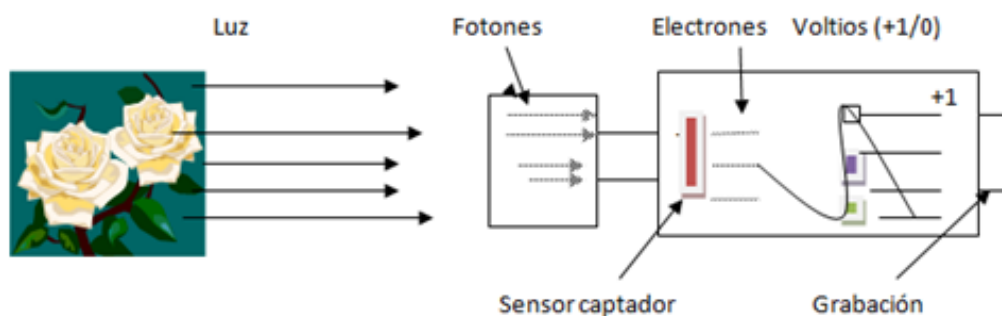 Luz
Fotones
Electrones
Voltios (+1/0)
+1
Sensor captador
Grabación